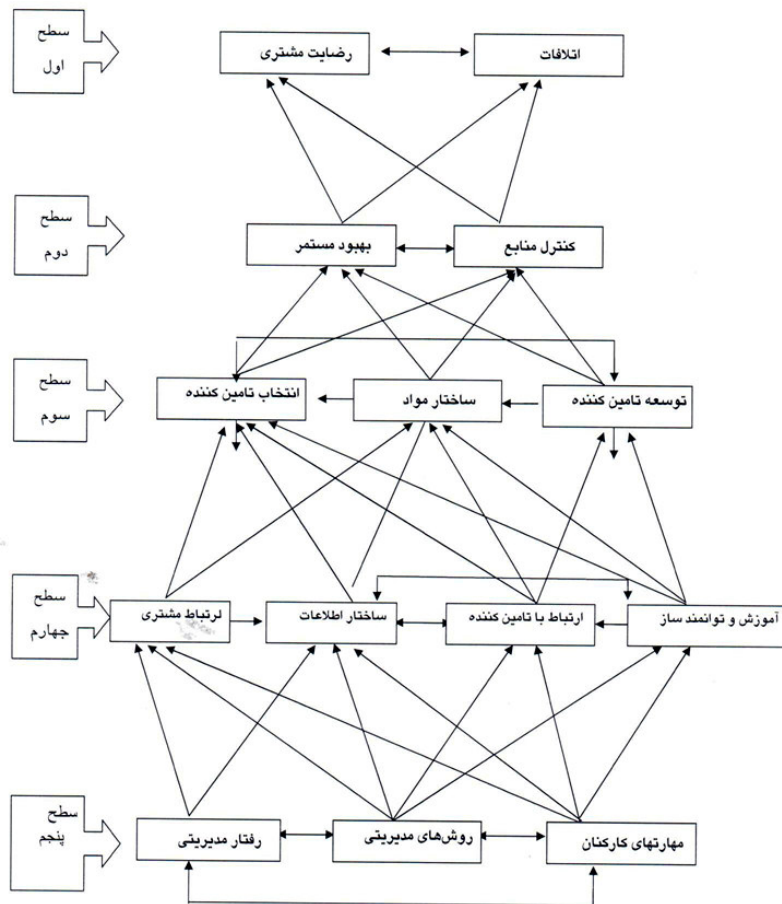 سطح
اول
رضایت مشتری
اتلافات
سطح
دوم
بهبود مستمر
کنترل منابع
سطح
سوم
انتخاب تامین کننده
ساختار مواد
توسعه تامین کننده
سطح
چهارم
لرتباط مشتری
ساختار اطلاعات
ارتباط با تامین کننده
آموزش و توانمند ساز
سطح
پنجم
رفتار مدیریتی
روش‌های مدیریتی
مهارتهای کارکنان